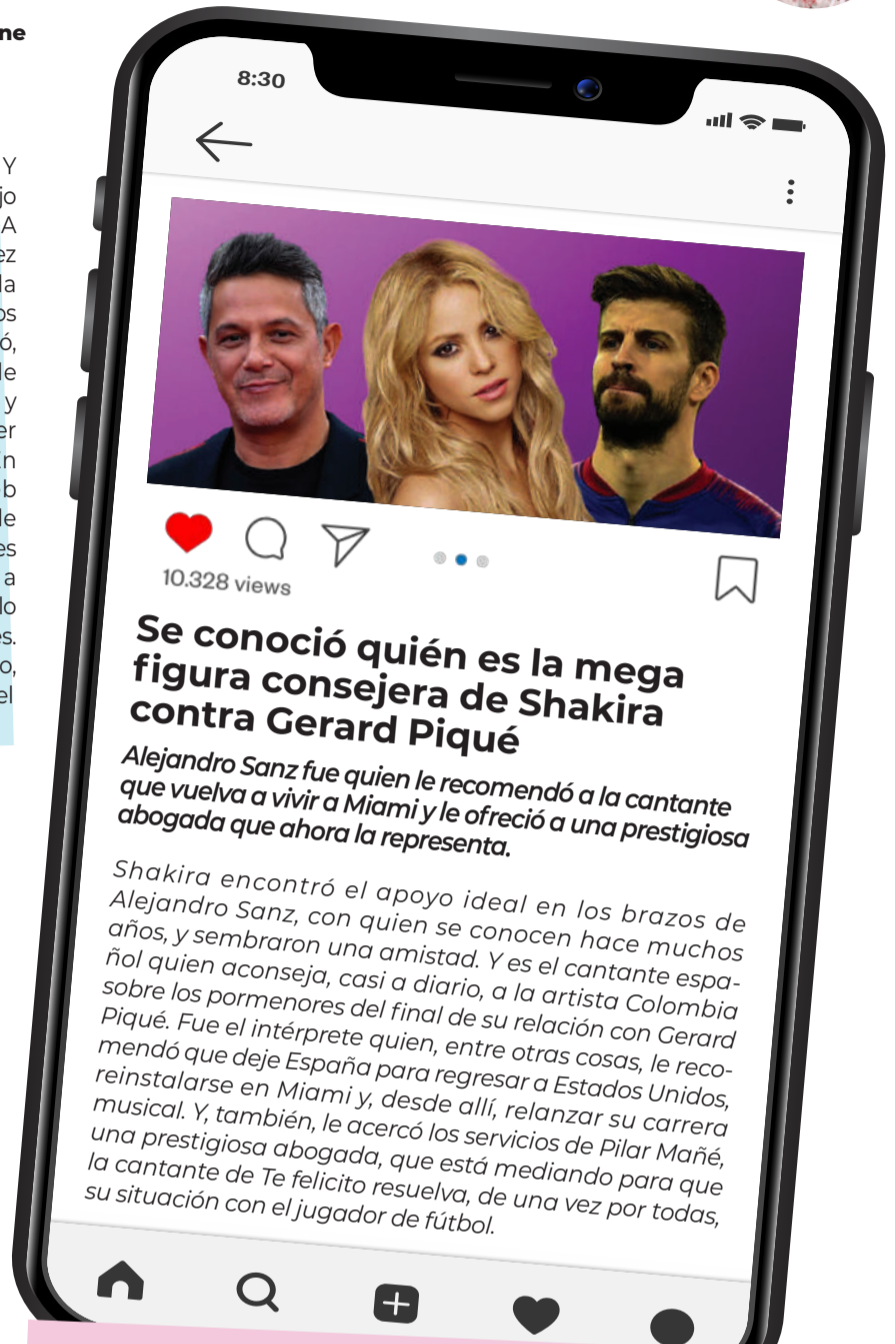 ne
Y
jo
A
ez
la
os
ó,
le
y
er
En
b
le
es
a
lo
s.
o,
el
8:30
10.328 views
Se conoció quién es la mega
figura consejera de Shakira
contra Gerard Piqué
Alejandro Sanz fue quien le recomendó a la cantante
que vuelva a vivir a Miami y le ofreció a una prestigiosa
abogada que ahora la representa.
Shakira encontró el apoyo ideal en los brazos de
Alejandro Sanz, con quien se conocen hace muchos
años, y sembraron una amistad. Y es el cantante espa-
ñol quien aconseja, casi a diario, a la artista Colombia
sobre los pormenores del final de su relación con Gerard
Piqué. Fue el intérprete quien, entre otras cosas, le reco-
mendó que deje España para regresar a Estados Unidos,
reinstalarse en Miami y, desde allí, relanzar su carrera
musical. Y, también, le acercó los servicios de Pilar Mañé,
una prestigiosa abogada, que está mediando para que
la cantante de Te felicito resuelva, de una vez por todas,
su situación con el jugador de fútbol.